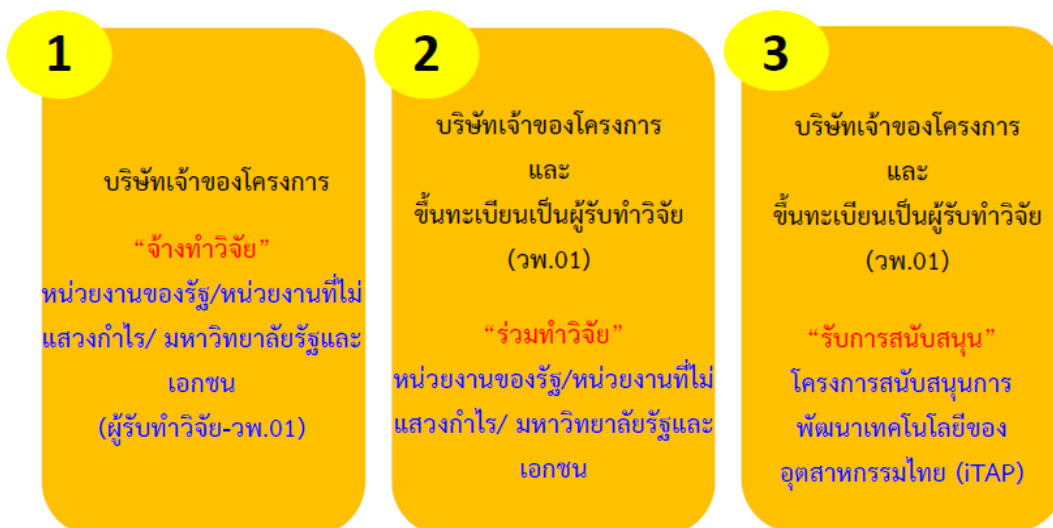 1
บริษัทเจ้าของโครงการ
“จ้างทำวิจัย”
หน่วยงานของรัฐ/หน่วยงานที่ไม่
แสวงกำไร/ มหาวิทยาลัยรัฐและ
เอกชน
(ผู้รับทำวิจัย-วพ.01)
2
บริษัทเจ้าของโครงการ
และ
ขึ้นทะเบียนเป็นผู้รับทำวิจัย
(วพ.01)
“ร่วมทำวิจัย”
หน่วยงานของรัฐ/หน่วยงานที่ไม่
แสวงกำไร/ มหาวิทยาลัยรัฐและ
เอกชน
3
บริษัทเจ้าของโครงการ
และ
ขึ้นทะเบียนเป็นผู้รับทำวิจัย
(วพ.01)
“รับการสนับสนุน”
โครงการสนับสนุนการ
พัฒนาเทคโนโลยีของ
อุตสาหกรรมไทย (iTAP)